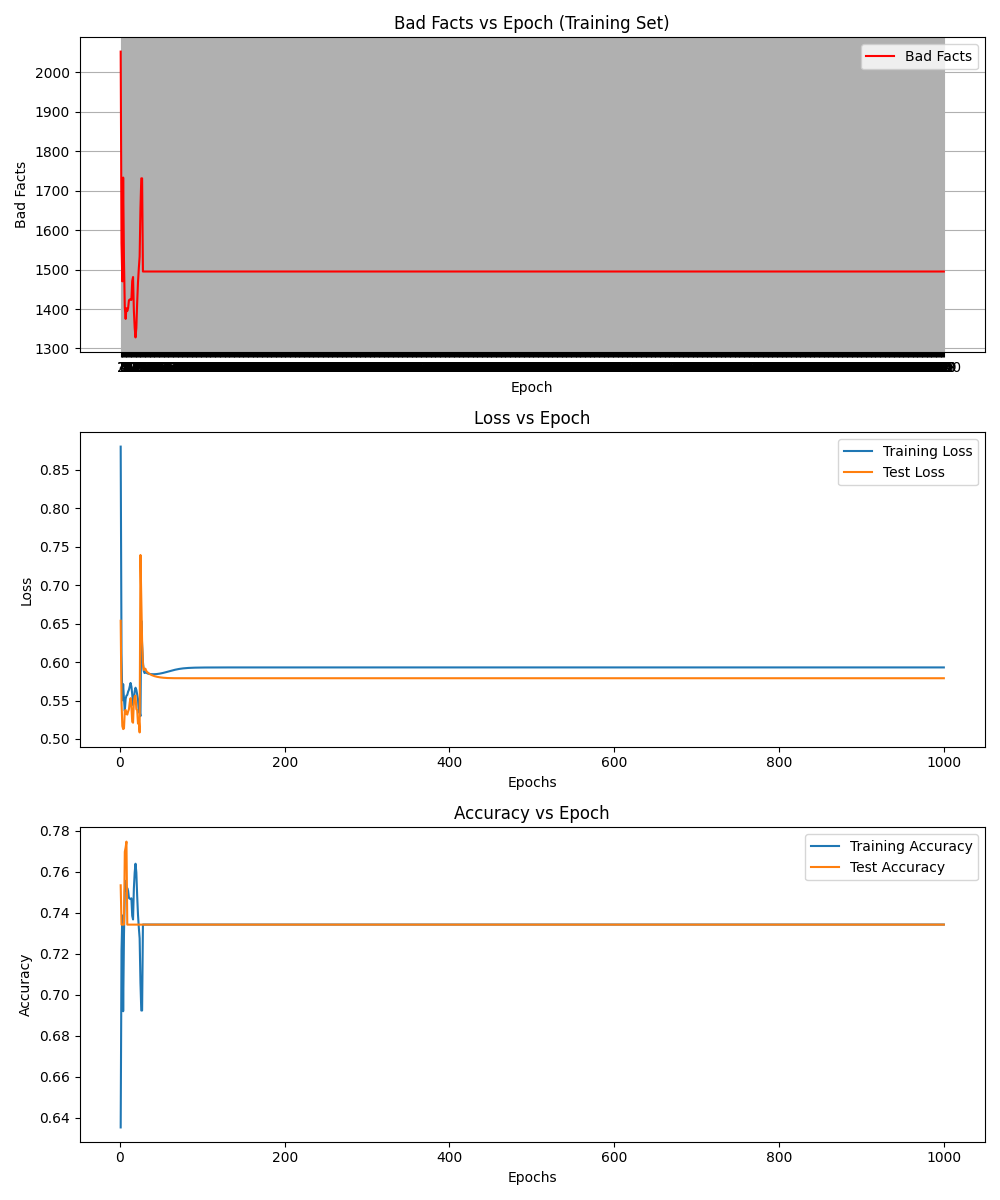 Bad Facts vs Epoch (Training Set)
Bad Facts
2000
1900
1800
1700
1600
1500
1400
1300
Bad Facts
Epoch
Loss vs Epoch
Training Loss
Test Loss
0.85
0.80
0.75
0.70
0.65
0.60
0.55
0.50
Loss
0 200 400 600 800 1000
Epochs
Accuracy vs Epoch
Training Accuracy
Test Accuracy
0.78
0.76
0.74
0.72
0.70
0.68
0.66
0.64
Accuracy
0 200 400 600 800 1000
Epochs